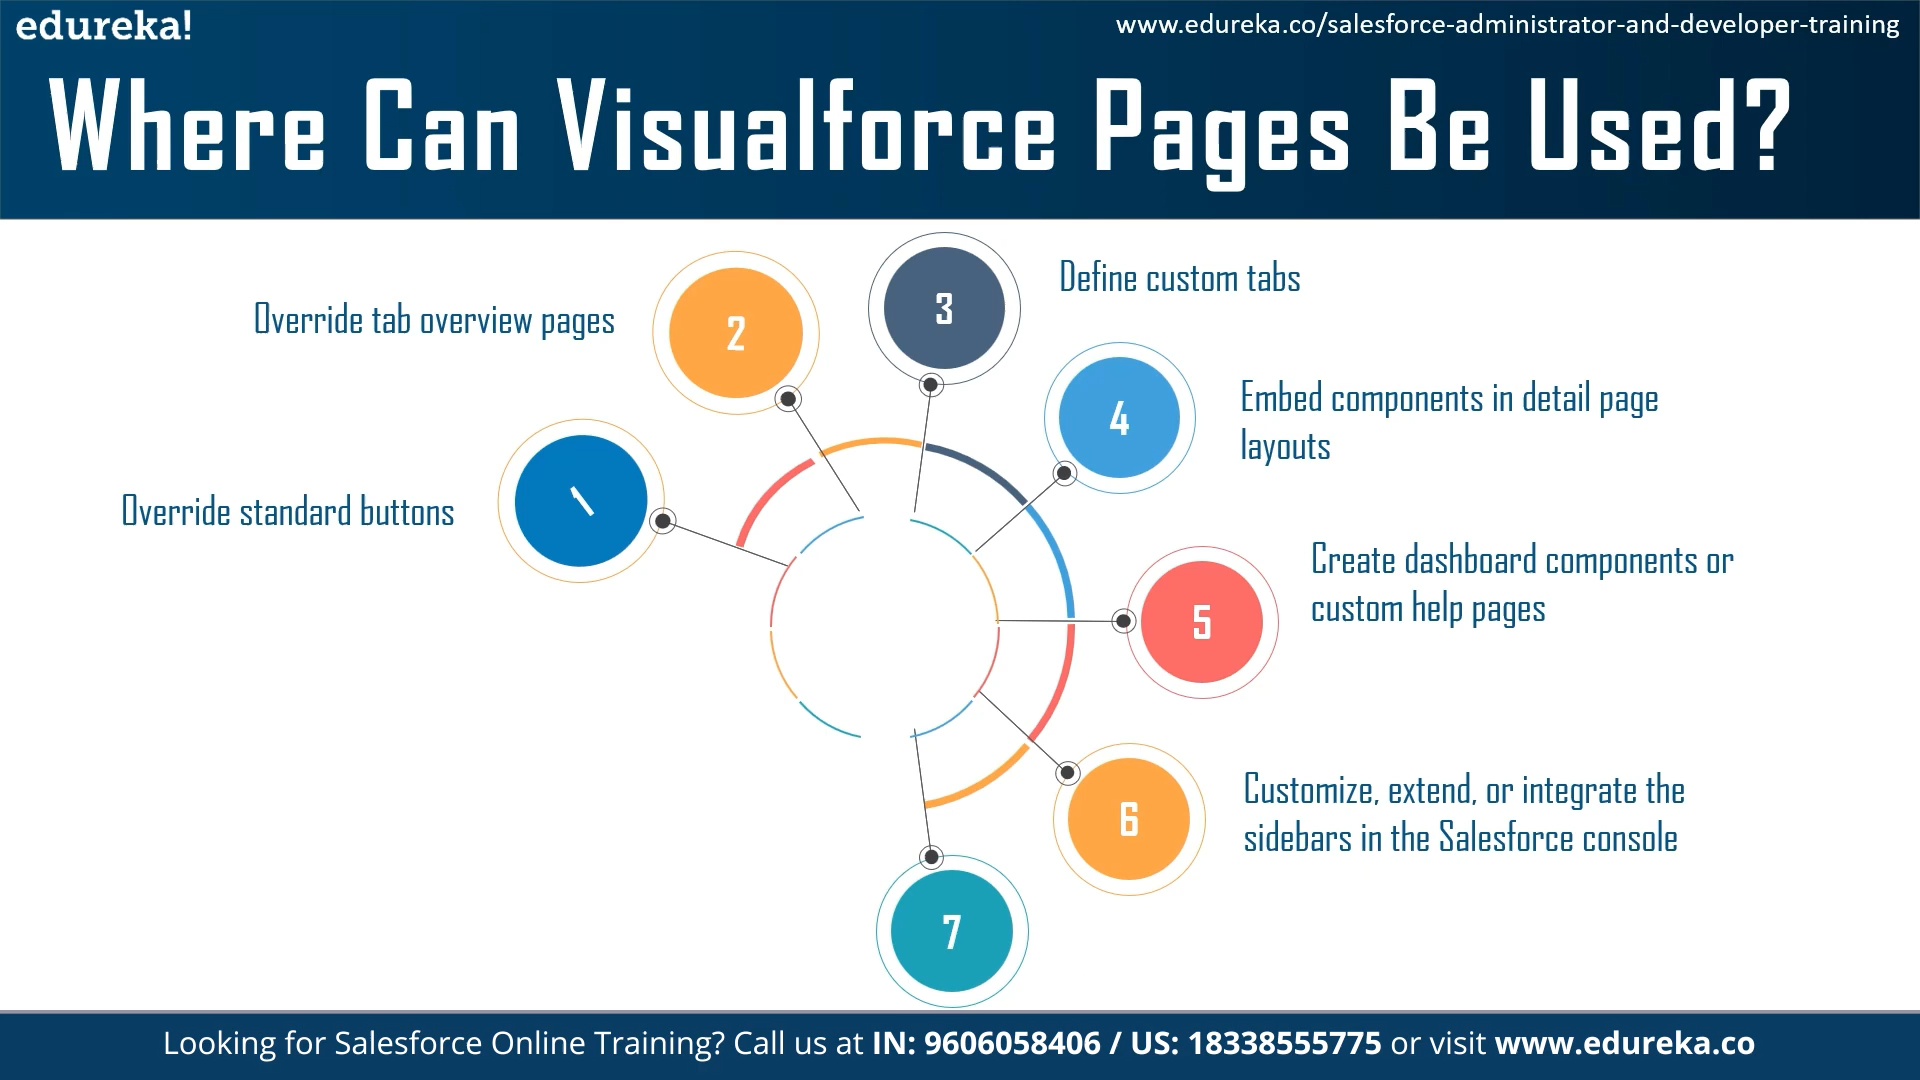 edureka!
www.edureka.co/salesforce-administrator-and-developer-training
Where Can Visualforce Pages Be Used?
1
Override standard buttons
2
Override tab overview pages
3
Define custom tabs
4
Embed components in detail page
layouts
5
Create dashboard components or
custom help pages
6
Customize, extend, or integrate the
sidebars in the Salesforce console
7
Looking for Salesforce Online Training? Call us at IN: 9606058406 / US: 18338555775 or visit www.edureka.co